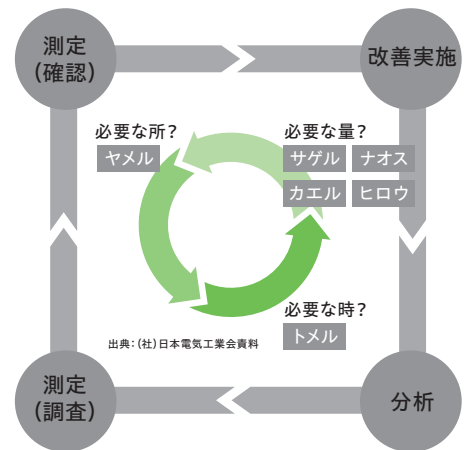 測定
(確認)
改善実施
必要な所?
ヤメル
必要な量?
サゲル ナオス
カエル ヒロウ
必要な時?
トメル
出典:(社)日本電気工業会資料
測定
(調査)
分析